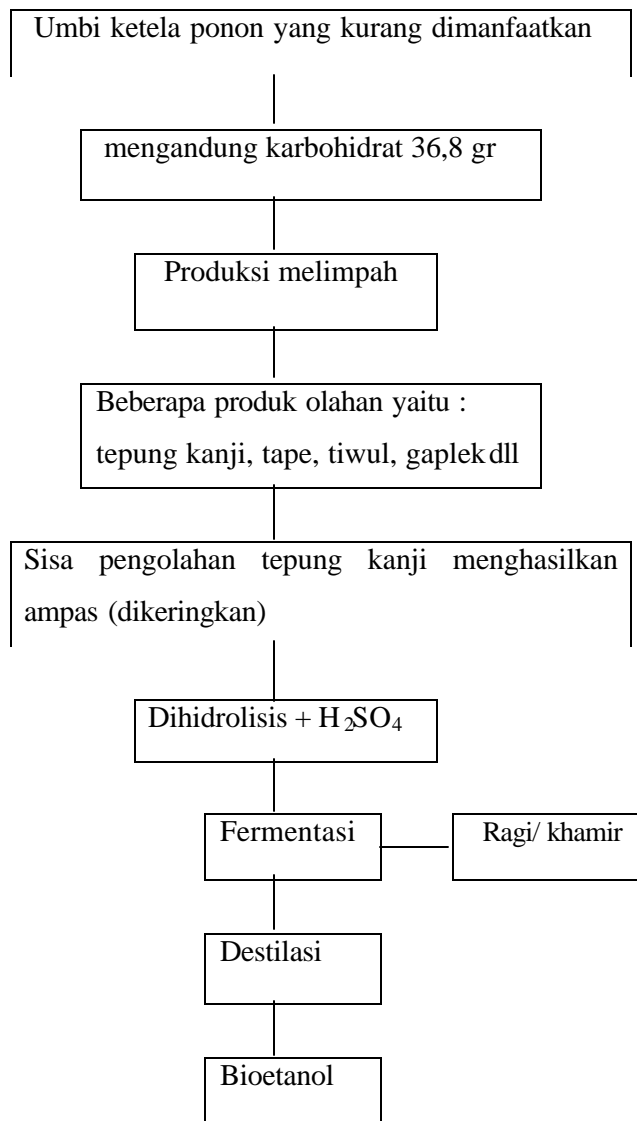 Umbi ketela ponon yang kurang dimanfaatkan
mengandung karbohidrat 36,8 gr
Produksi melimpah
Beberapa produk olahan yaitu :
tepung kanji, tape, tiwul, gaplek dll
Sisa pengolahan tepung kanji menghasilkan
ampas (dikeringkan)
Dihidrolisis + H₂SO₄
Fermentasi
Ragi/ khamir
Destilasi
Bioetanol